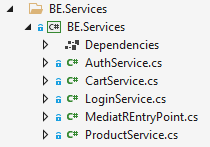 BE.Services
C# BE.Services
Dependencies
C# AuthService.cs
C# CartService.cs
C# LoginService.cs
C# MediatREntryPoint.cs
C# ProductService.cs